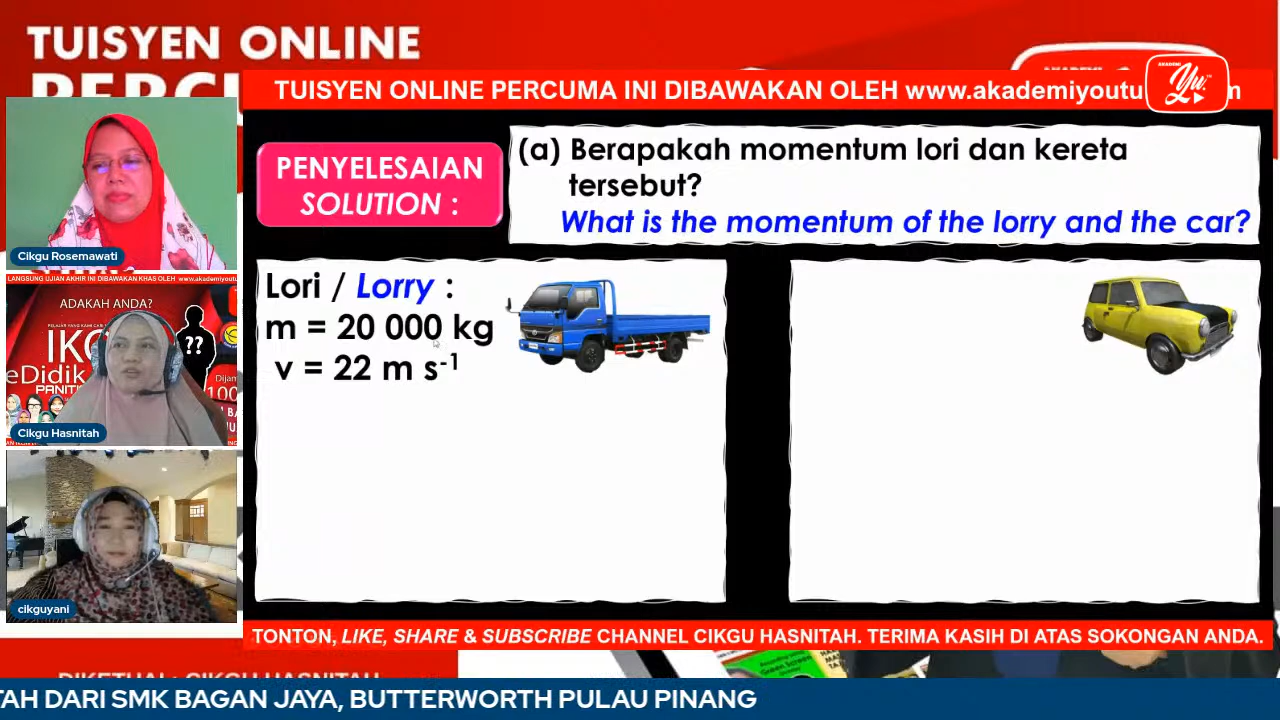 TUISYEN ONLINE
TUISYEN ONLINE PERCUMA INI DIBAWAKAN OLEH www.akademiyoutu
AKADEMI
Yu
PENYELESAIAN
SOLUTION :
(a) Berapakah momentum lori dan kereta
tersebut?
What is the momentum of the lorry and the car?
Cikgu Rosemawati
Lori / Lorry :
m = 20 000 kg
v = 22 m s⁻¹
ADAKAH ANDA?
??
eDidik
Cikgu Hasnitah
cikguyani
TONTON, LIKE, SHARE & SUBSCRIBE CHANNEL CIKGU HASNITAH. TERIMA KASIH DI ATAS SOKONGAN ANDA.
TAH DARI SMK BAGAN JAYA, BUTTERWORTH PULAU PINANG